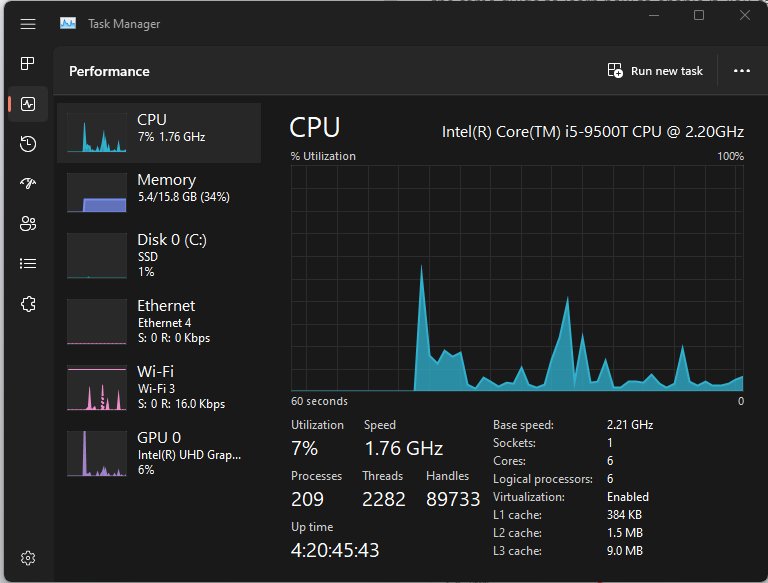 Task Manager
Performance
Run new task
CPU
7% 1.76 GHz
Memory
5.4/15.8 GB (34%)
Disk 0 (C:)
SSD
1%
Ethernet
Ethernet 4
S: 0 R: 0 Kbps
Wi-Fi
Wi-Fi 3
S: 0 R: 16.0 Kbps
GPU 0
Intel(R) UHD Grap...
6%
CPU
Intel(R) Core(TM) i5-9500T CPU @ 2.20GHz
% Utilization 100%
60 seconds 0
Utilization Speed
7% 1.76 GHz
Processes Threads Handles
209 2282 89733
Up time
4:20:45:43
Base speed: 2.21 GHz
Sockets: 1
Cores: 6
Logical processors: 6
Virtualization: Enabled
L1 cache: 384 KB
L2 cache: 1.5 MB
L3 cache: 9.0 MB